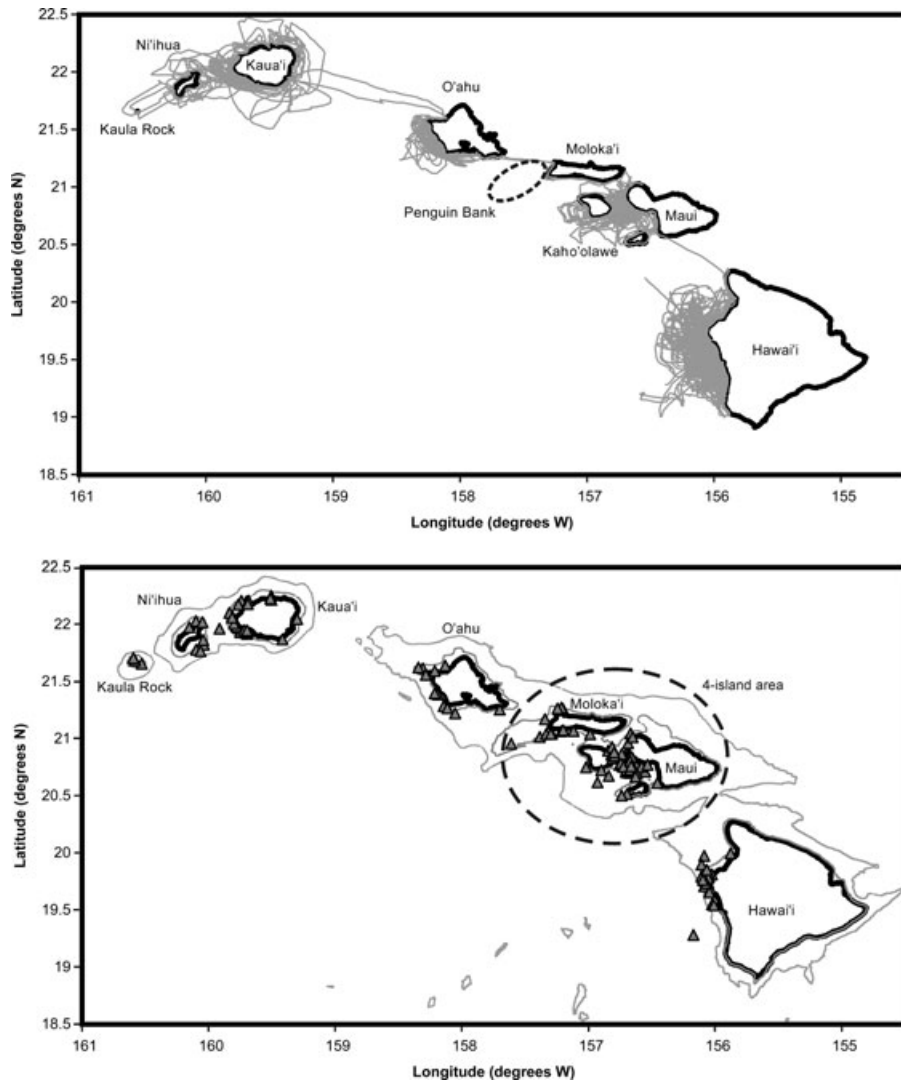 22.5
Ni'ihua
22
Kaua'i
O'ahu
21.5
Kaula Rock
Moloka'i
21
Penguin Bank
Maui
Kaho'olawe
20.5
20
Hawai'i
19.5
19
18.5
161
160
159
158
157
156
155
Latitude (degrees N)
Longitude (degrees W)
22.5
Ni'ihua
Kaua'i
22
O'ahu
21.5
Kaula Rock
4-island area
Moloka'i
21
Maui
20.5
20
19.5
Hawai'i
19
18.5
161
160
159
158
157
156
155
Latitude (degrees N)
Longitude (degrees W)